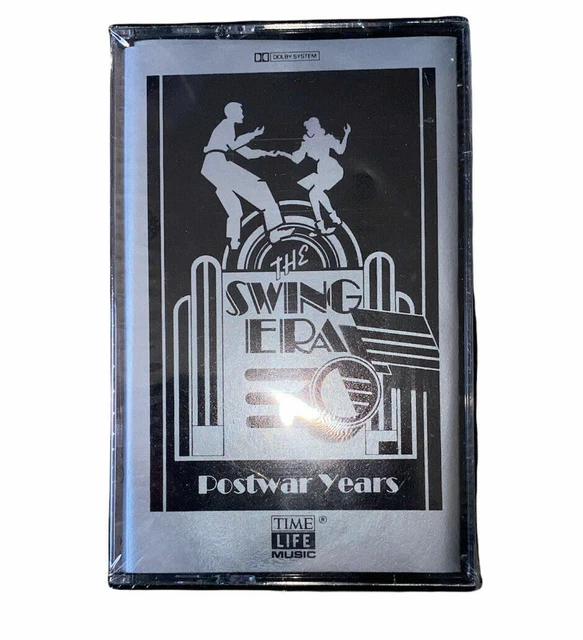 DOLBY SYSTEM
THE
SWING
ERA
Postwar Years
TIME ®
LIFE
MUSIC